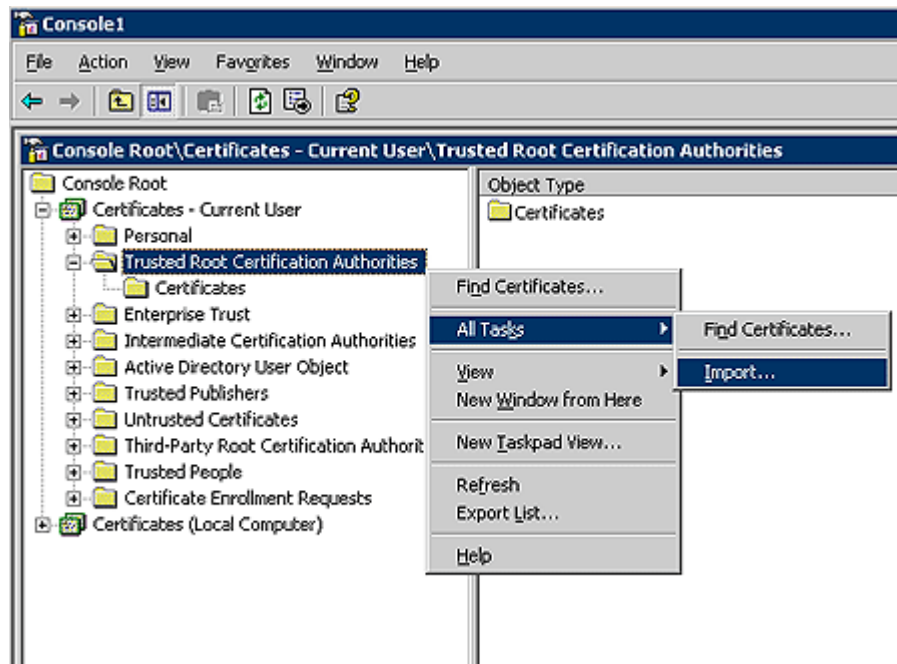 Console1
File Action View Favorites Window Help
Console Root\Certificates - Current User\Trusted Root Certification Authorities
Console Root
Certificates - Current User
Personal
Trusted Root Certification Authorities
Certificates
Enterprise Trust
Intermediate Certification Authorities
Active Directory User Object
Trusted Publishers
Untrusted Certificates
Third-Party Root Certification Authorit
Trusted People
Certificate Enrollment Requests
Certificates (Local Computer)
Object Type
Certificates
Find Certificates...
All Tasks
View
New Window from Here
New Taskpad View...
Refresh
Export List...
Help
Find Certificates...
Import...